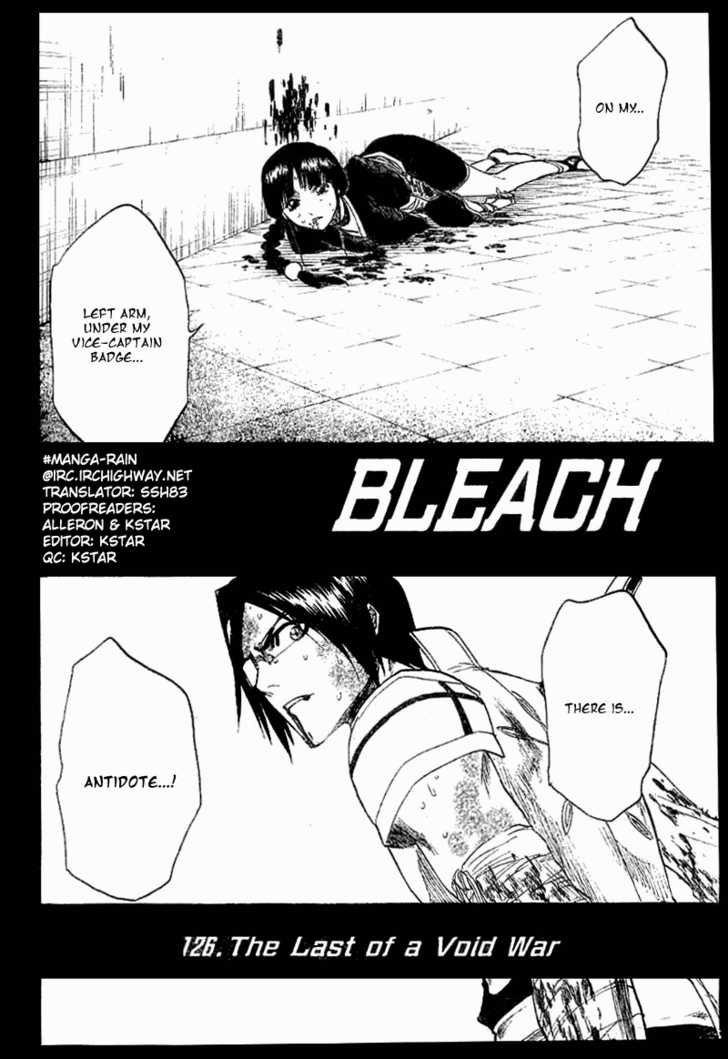 ON MY..
LEFT ARM,
UNDER MY
VICE-CAPTAIN
BADGE...
#MANGA-RAIN
@IRC.IRCHIGHWAY.NET
TRANSLATOR: SSH83
PROOFREADERS:
ALLERON & KSTAR
EDITOR: KSTAR
QC: KSTAR
BLEACH
THERE IS...
ANTIDOTE...!
126. The Last of a Void War